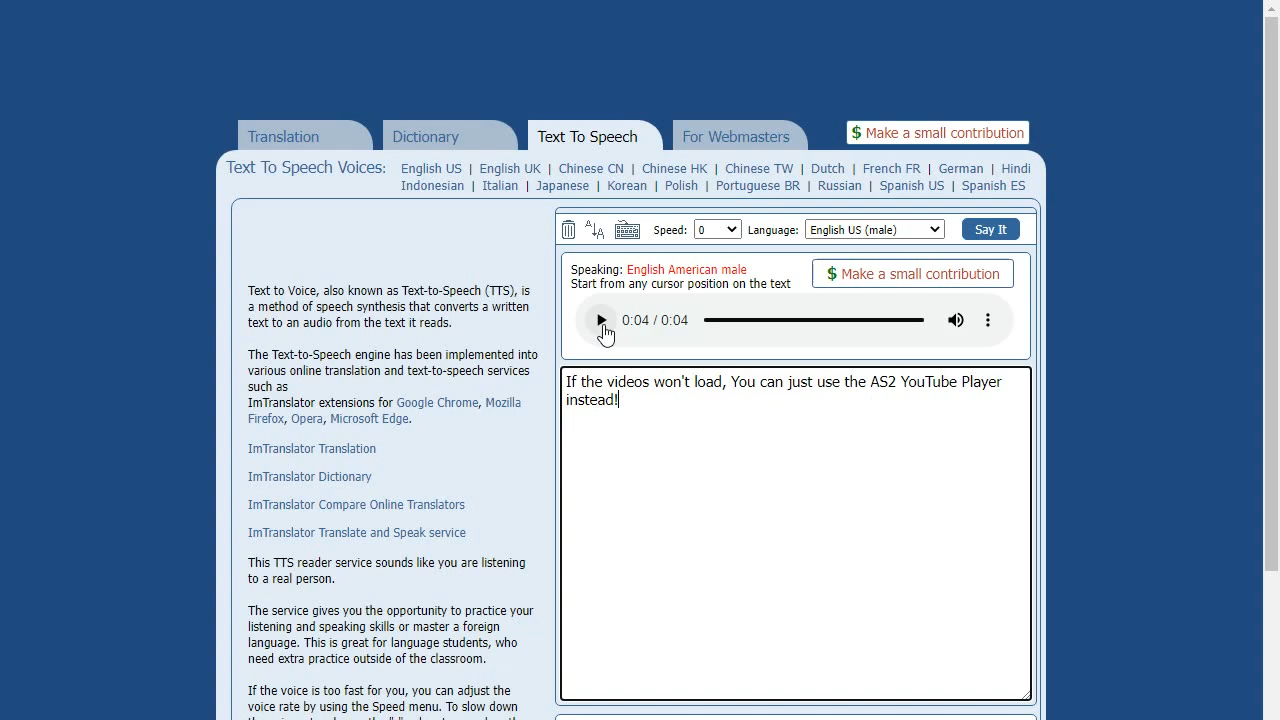 Translation
Dictionary
Text To Speech
For Webmasters
$ Make a small contribution
Text To Speech Voices:
English US | English UK | Chinese CN | Chinese HK | Chinese TW | Dutch | French FR | German | Hindi
Indonesian | Italian | Japanese | Korean | Polish | Portuguese BR | Russian | Spanish US | Spanish ES
Speed: 0 Language: English US (male) Say It
Speaking: English American male
Start from any cursor position on the text
$ Make a small contribution
0:04 / 0:04
If the videos won't load, You can just use the AS2 YouTube Player
instead!
Text to Voice, also known as Text-to-Speech (TTS), is
a method of speech synthesis that converts a written
text to an audio from the text it reads.
The Text-to-Speech engine has been implemented into
various online translation and text-to-speech services
such as
ImTranslator extensions for Google Chrome, Mozilla
Firefox, Opera, Microsoft Edge.
ImTranslator Translation
ImTranslator Dictionary
ImTranslator Compare Online Translators
ImTranslator Translate and Speak service
This TTS reader service sounds like you are listening
to a real person.
The service gives you the opportunity to practice your
listening and speaking skills or master a foreign
language. This is great for language students, who
need extra practice outside of the classroom.
If the voice is too fast for you, you can adjust the
voice rate by using the Speed menu. To slow down